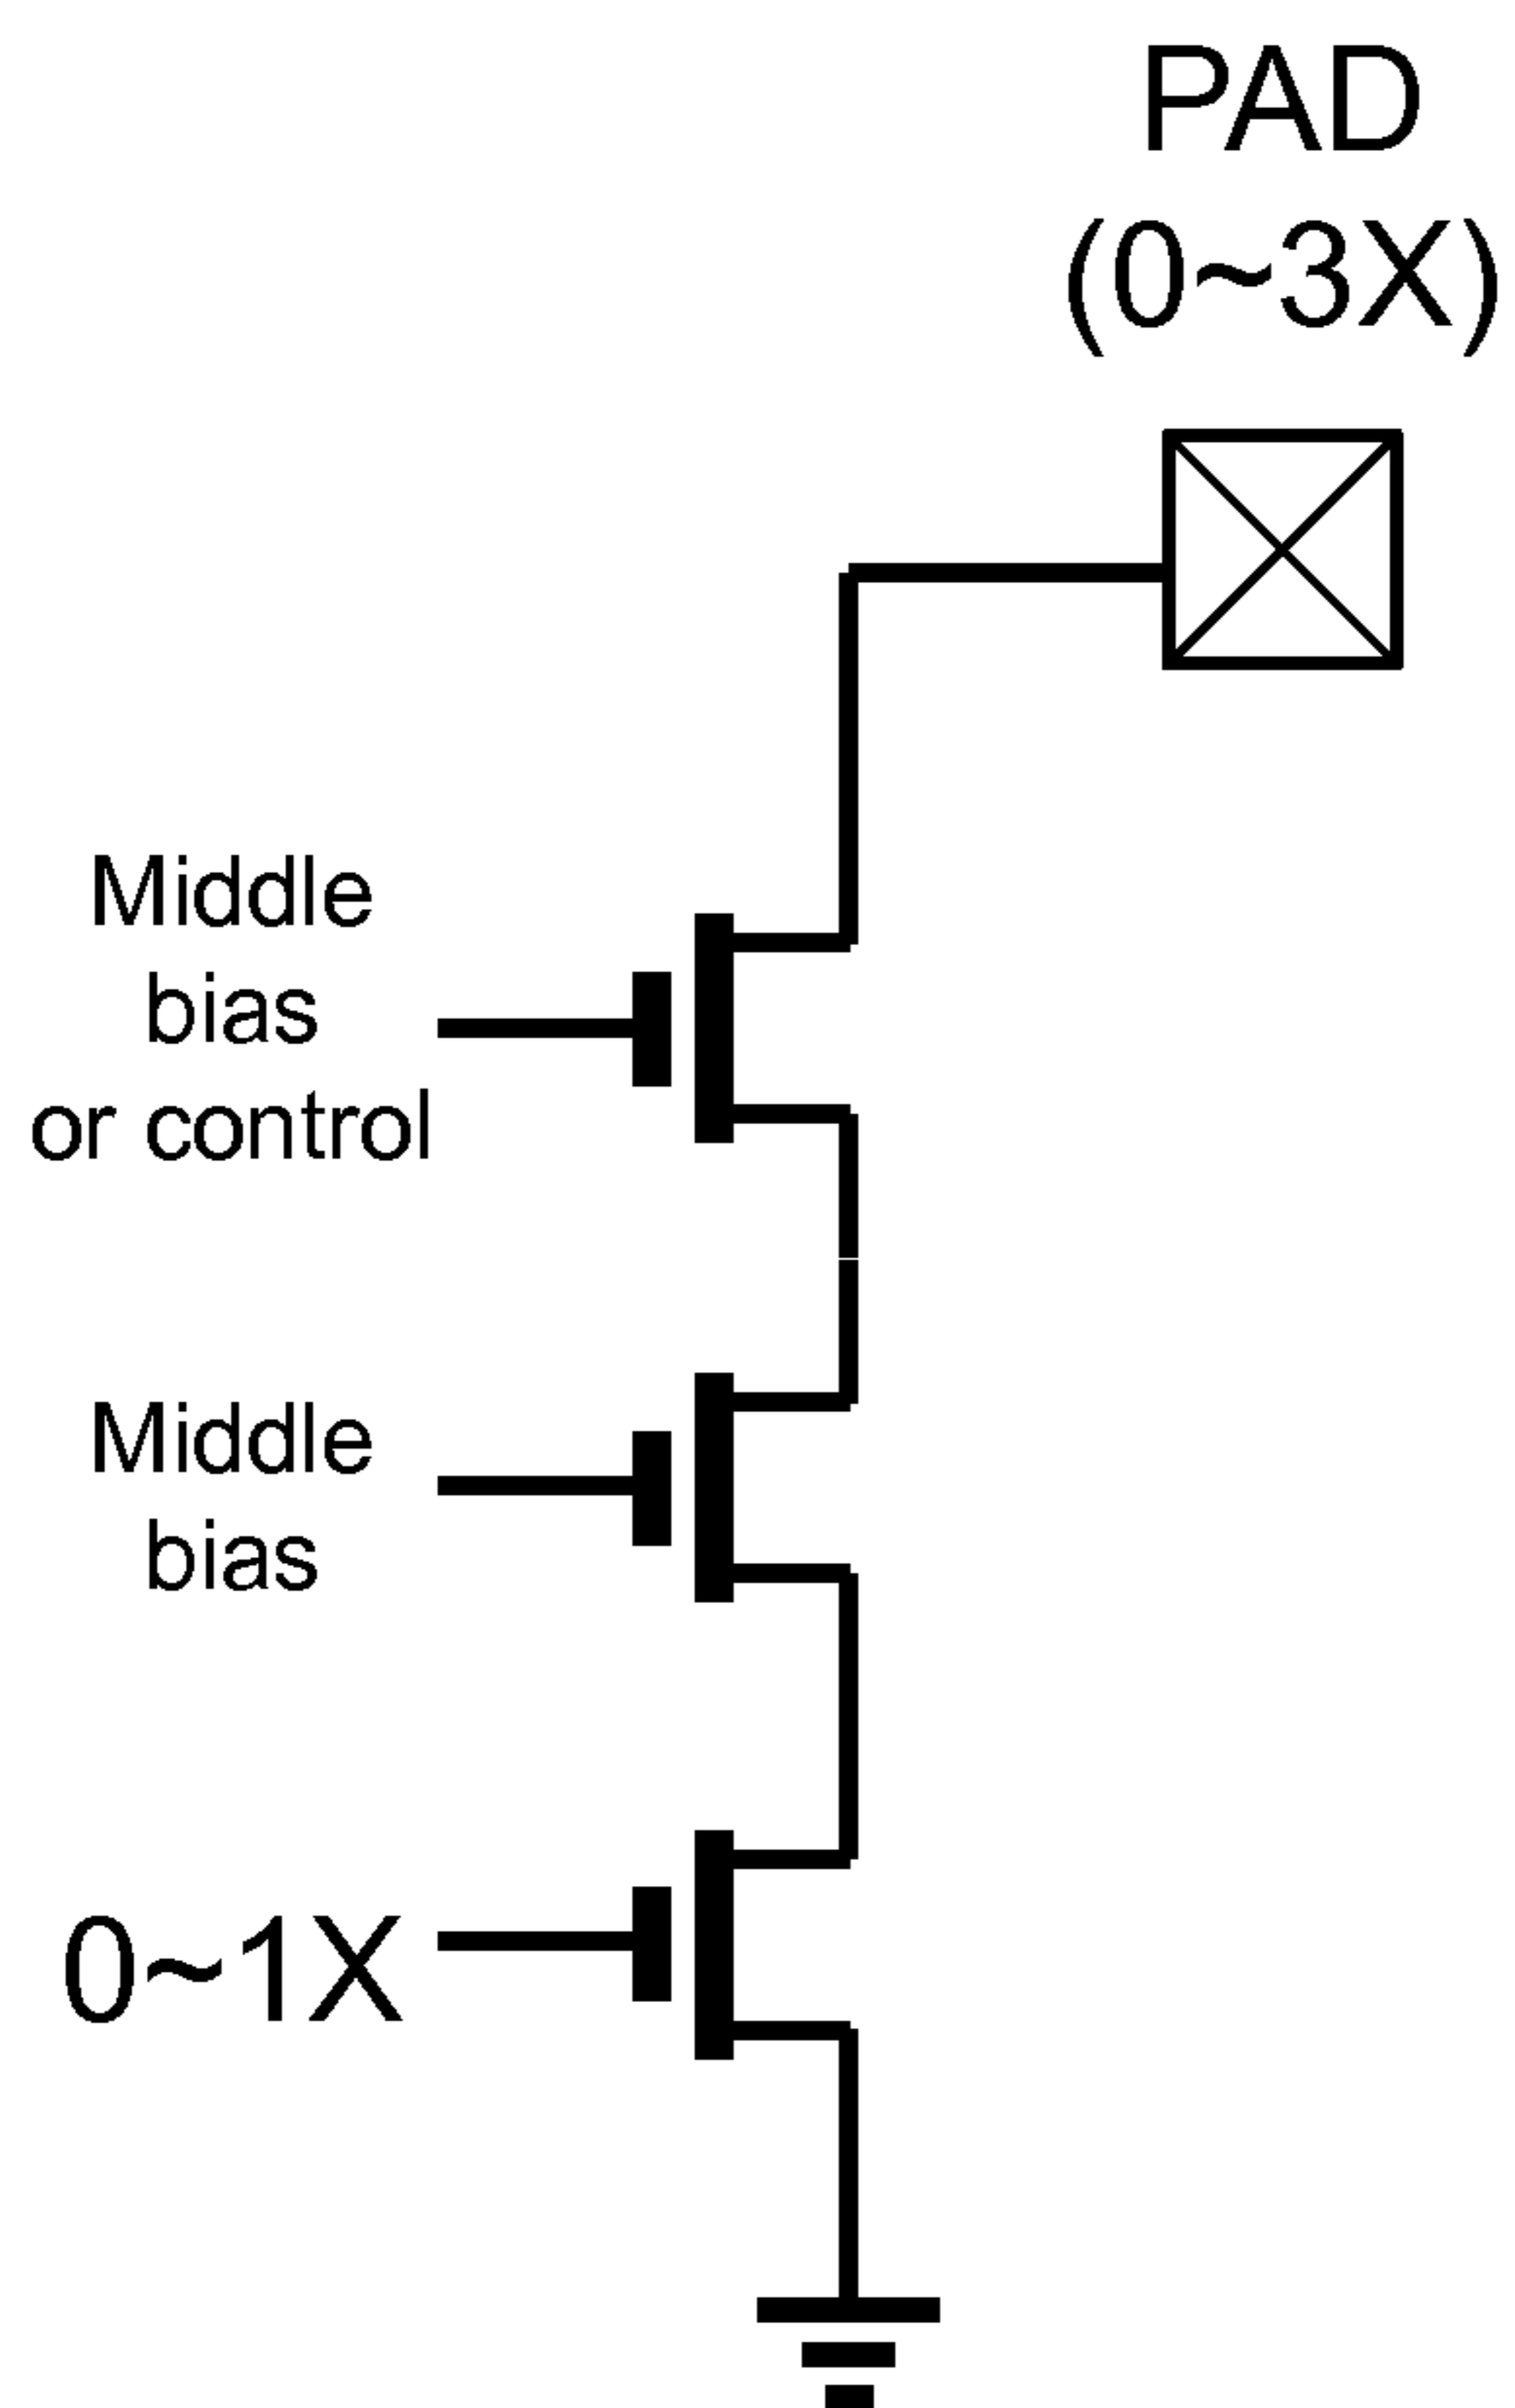 PAD
(0~3X)
Middle
bias
or control
Middle
bias
0~1X